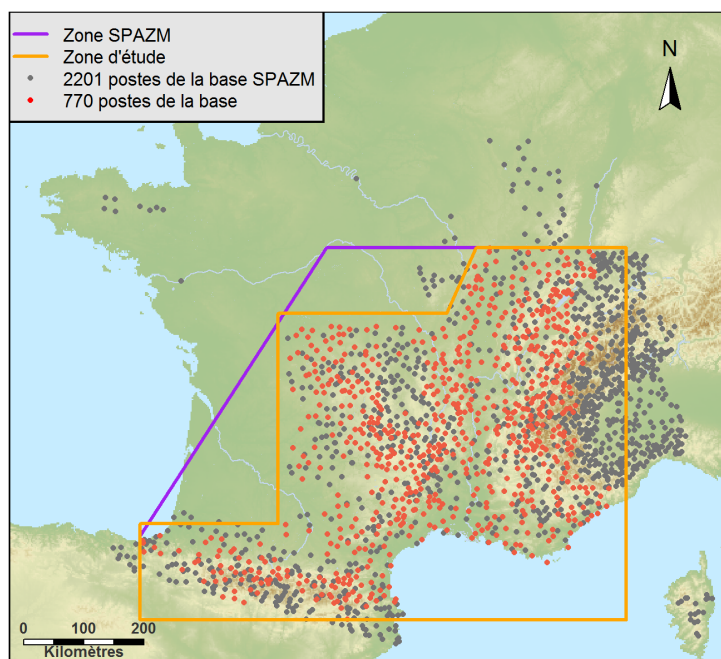 Zone SPAZM
Zone d'étude
2201 postes de la base SPAZM
770 postes de la base
N
0 100 200
Kilomètres